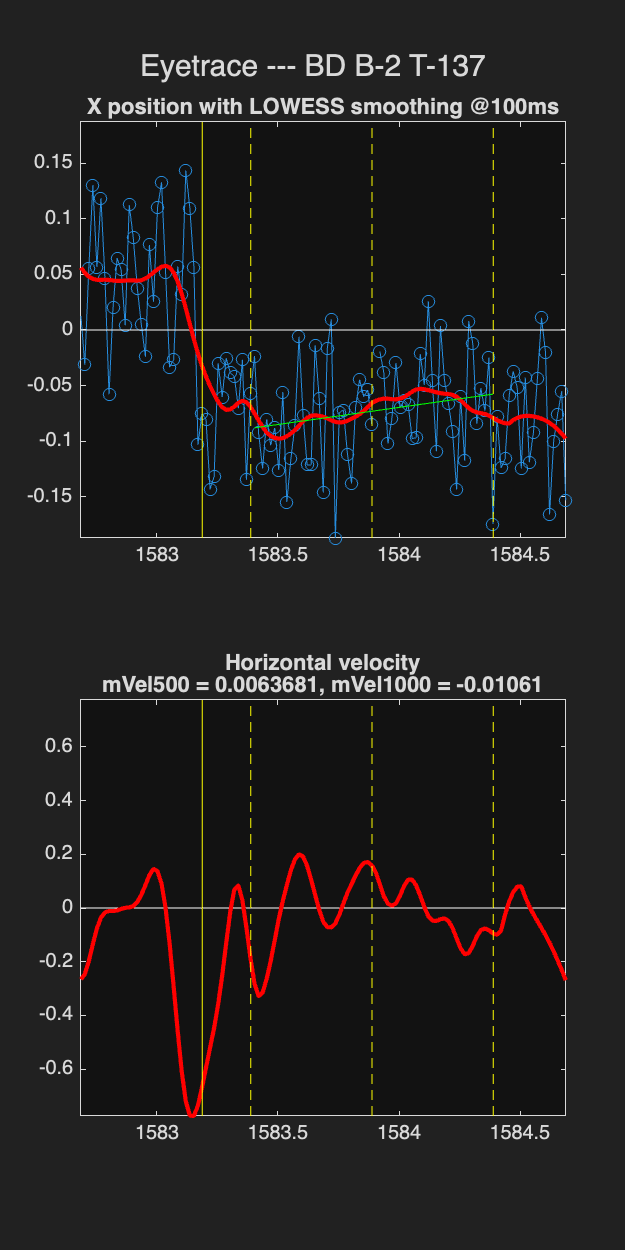 Eyetrace --- BD B-2 T-137
X position with LOWESS smoothing @100ms
0.15
0.1
0.05
0
-0.05
-0.1
-0.15
1583 1583.5 1584 1584.5
Horizontal velocity
mVel500 = 0.0063681, mVel1000 = -0.01061
0.6
0.4
0.2
0
-0.2
-0.4
-0.6
1583 1583.5 1584 1584.5